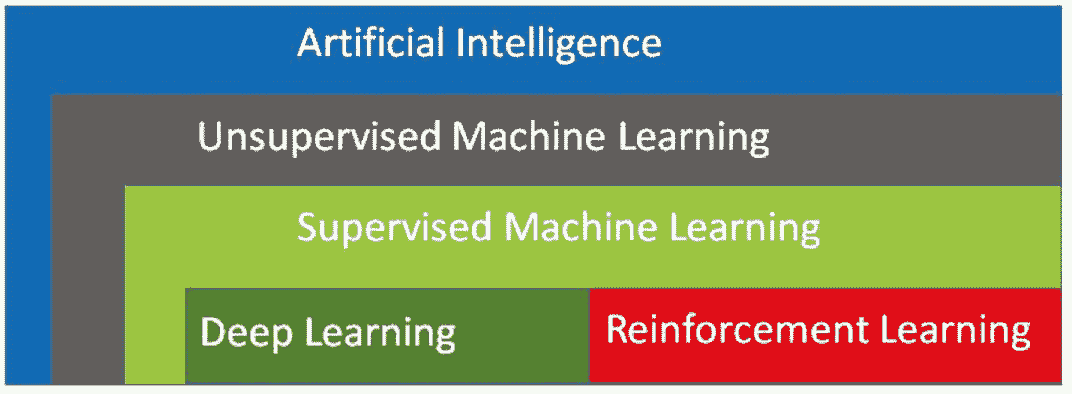 Artificial Intelligence
Unsupervised Machine Learning
Supervised Machine Learning
Deep Learning
Reinforcement Learning